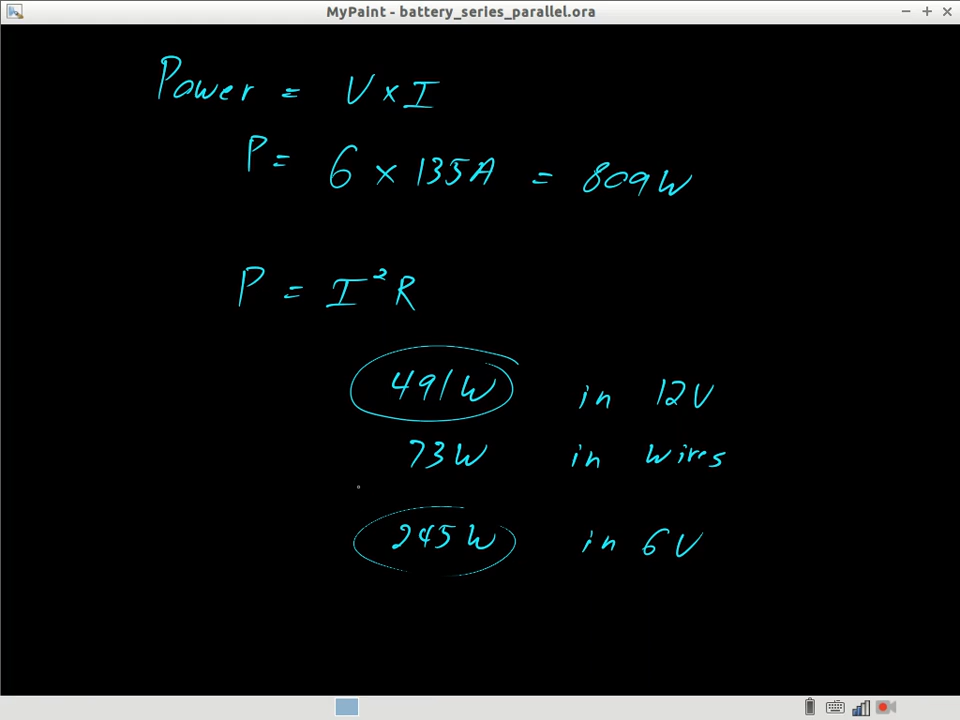 MyPaint - battery_series_parallel.ora
Power = V x I
P = 6 x 135A = 809W
P = I²R
491W in 12V
73W in wires
245W in 6V